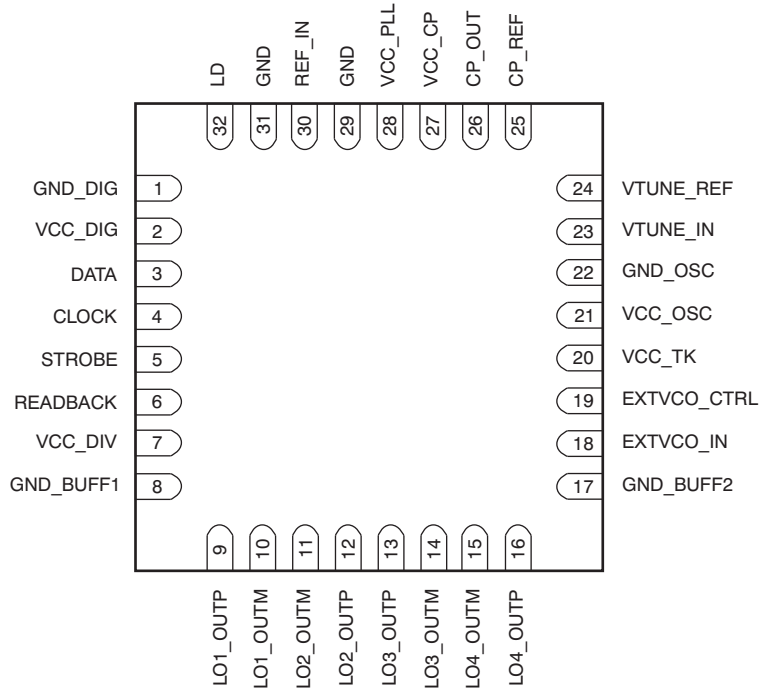 LD
GND
REF_IN
GND
VCC_PLL
VCC_CP
CP_OUT
CP_REF
32
31
30
29
28
27
26
25
GND_DIG 1
24 VTUNE_REF
VCC_DIG 2
23 VTUNE_IN
DATA 3
22 GND_OSC
CLOCK 4
21 VCC_OSC
STROBE 5
20 VCC_TK
READBACK 6
19 EXTVCO_CTRL
VCC_DIV 7
18 EXTVCO_IN
GND_BUFF1 8
17 GND_BUFF2
9
10
11
12
13
14
15
16
LO1_OUTP
LO1_OUTM
LO2_OUTM
LO2_OUTP
LO3_OUTP
LO3_OUTM
LO4_OUTM
LO4_OUTP